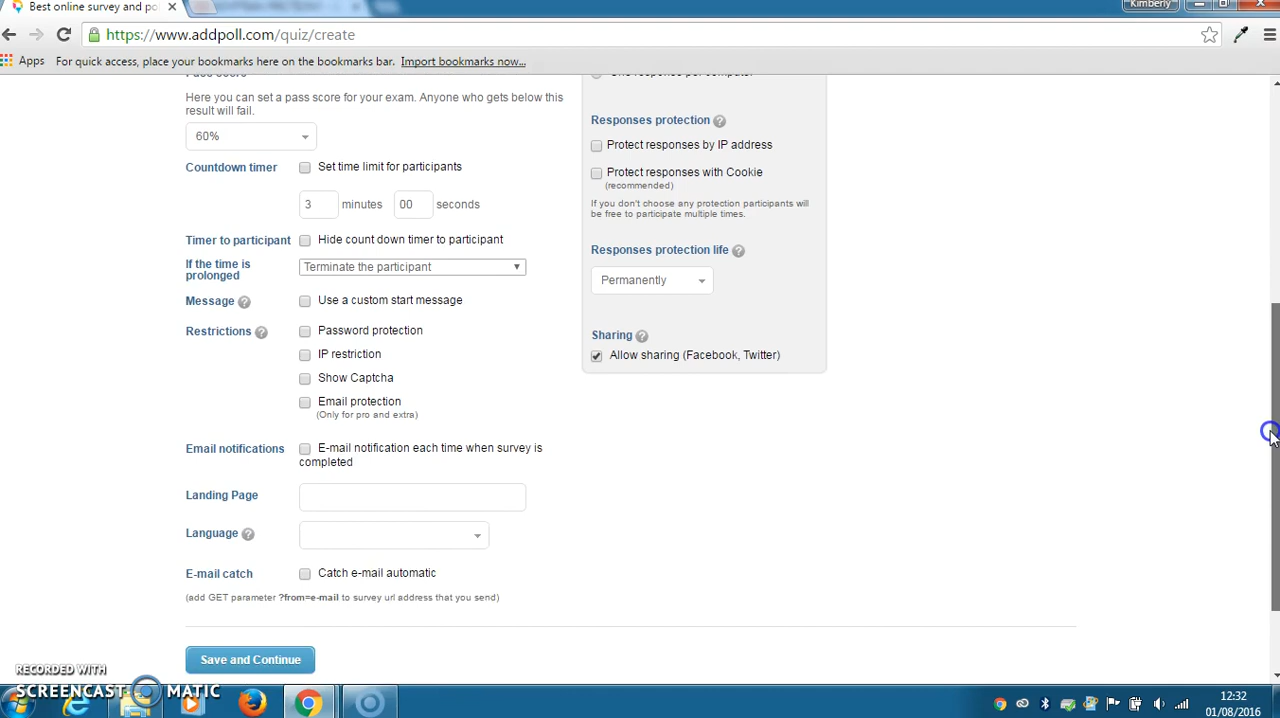 Best online survey and po
Kimberly
https://www.addpoll.com/quiz/create
Apps For quick access, place your bookmarks here on the bookmarks bar. Import bookmarks now...
Here you can set a pass score for your exam. Anyone who gets below this
result will fail.
60%
Countdown timer Set time limit for participants
3 minutes 00 seconds
Timer to participant Hide count down timer to participant
If the time is
prolonged
Terminate the participant
Message Use a custom start message
Restrictions Password protection
IP restriction
Show Captcha
Email protection
(Only for pro and extra)
Email notifications E-mail notification each time when survey is
completed
Landing Page
Language
E-mail catch Catch e-mail automatic
(add GET parameter ?from=e-mail to survey url address that you send)
Save and Continue
One response per computer
Responses protection
Protect responses by IP address
Protect responses with Cookie
(recommended)
If you don't choose any protection participants will
be free to participate multiple times.
Responses protection life
Permanently
Sharing
Allow sharing (Facebook, Twitter)
RECORDED WITH
SCREENCAST MATIC
12:32
01/08/2016